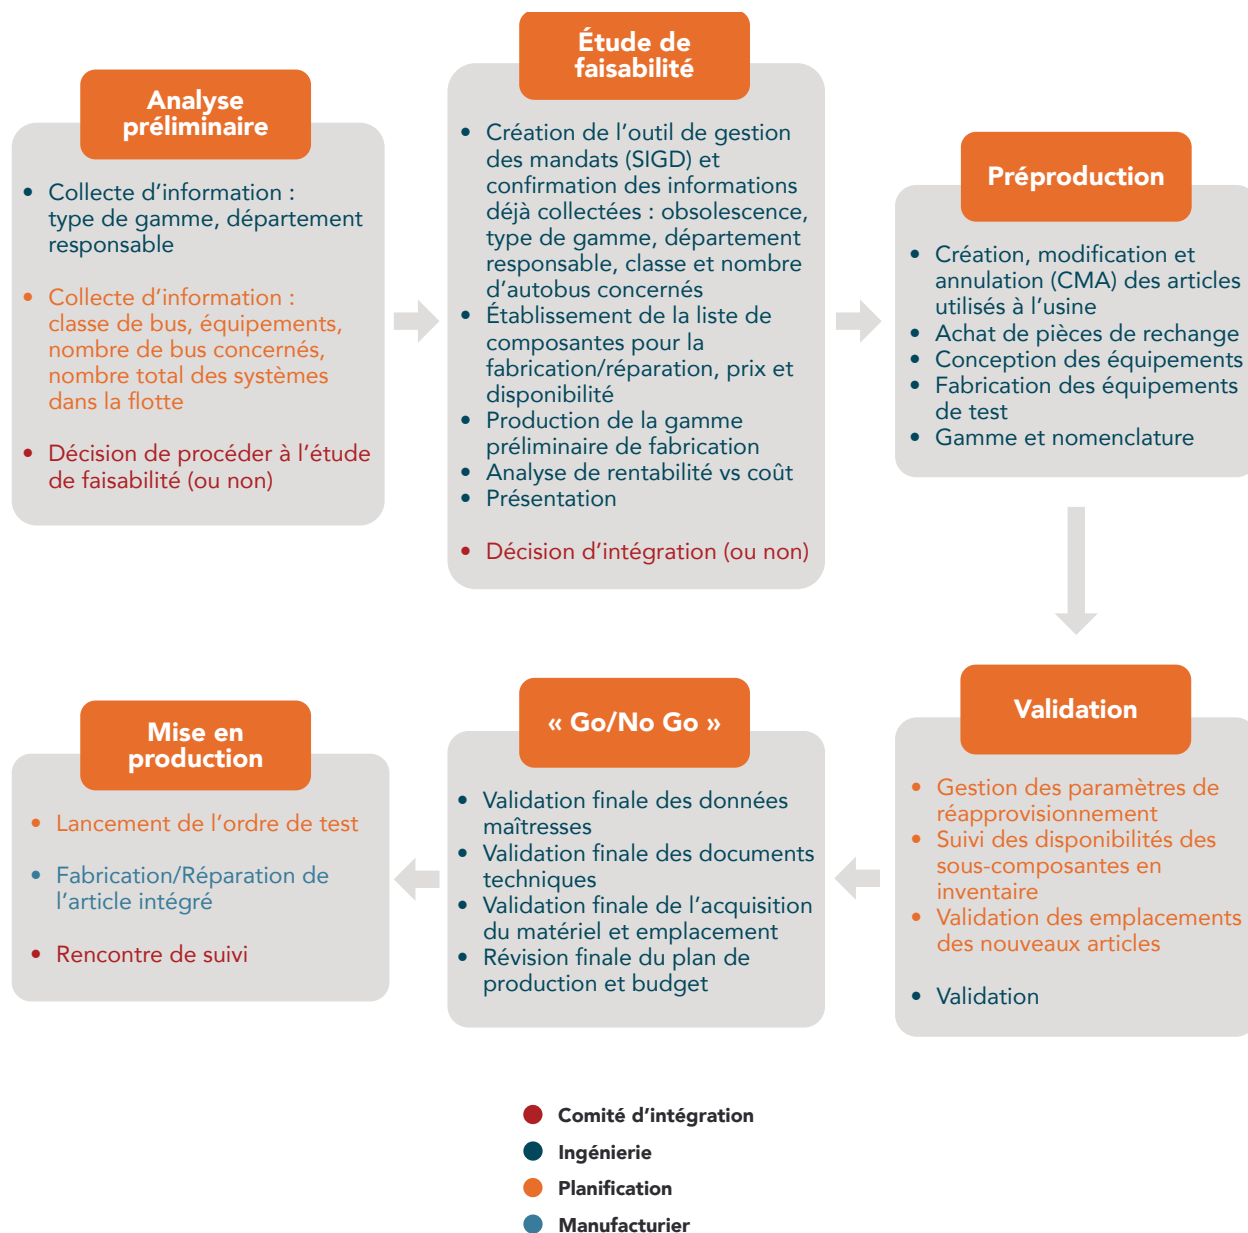 Analyse
préliminaire
• Collecte d’information :
type de gamme, département
responsable
• Collecte d’information :
classe de bus, équipements,
nombre de bus concernés,
nombre total des systèmes
dans la flotte
• Décision de procéder à l’étude
de faisabilité (ou non)
Étude de
faisabilité
• Création de l’outil de gestion
des mandats (SIGD) et
confirmation des informations
déjà collectées : obsolescence,
type de gamme, département
responsable, classe et nombre
d’autobus concernés
• Établissement de la liste de
composantes pour la
fabrication/réparation, prix et
disponibilité
• Production de la gamme
préliminaire de fabrication
• Analyse de rentabilité vs coût
• Présentation
• Décision d’intégration (ou non)
Préproduction
• Création, modification et
annulation (CMA) des articles
utilisés à l’usine
• Achat de pièces de rechange
• Conception des équipements
• Fabrication des équipements
de test
• Gamme et nomenclature
Validation
• Gestion des paramètres de
réapprovisionnement
• Suivi des disponibilités des
sous-composantes en
inventaire
• Validation des emplacements
des nouveaux articles
• Validation
« Go/No Go »
• Validation finale des données
maîtresses
• Validation finale des documents
techniques
• Validation finale de l’acquisition
du matériel et emplacement
• Révision finale du plan de
production et budget
Mise en
production
• Lancement de l’ordre de test
• Fabrication/Réparation de
l’article intégré
• Rencontre de suivi
Comité d’intégration
Ingénierie
Planification
Manufacturier